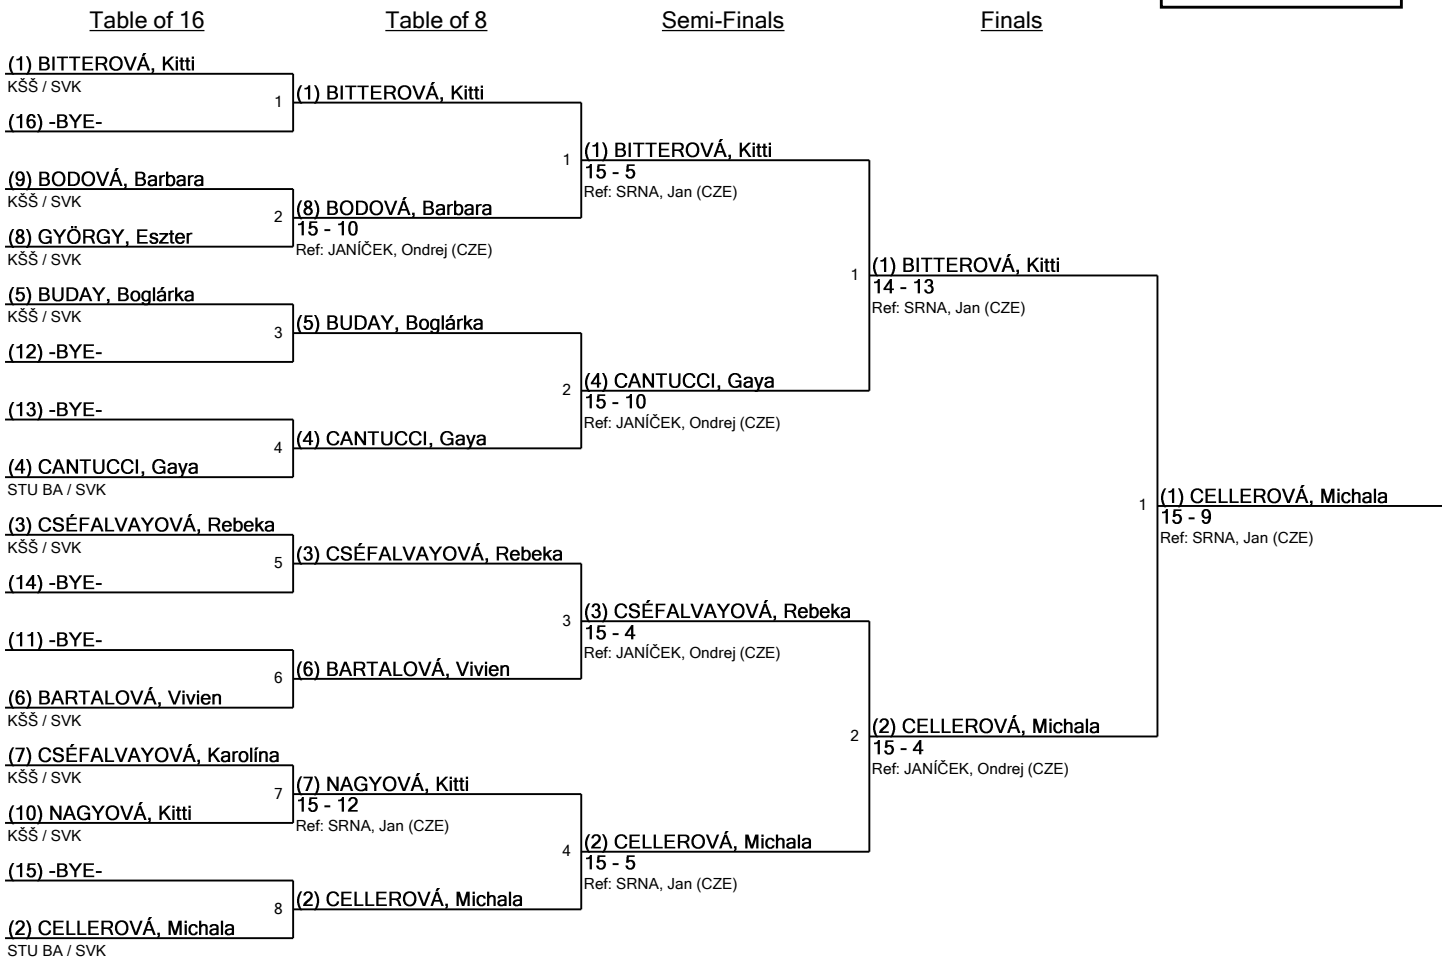 Table of 16
Table of 8
Semi-Finals
Finals
(1) BITTEROVÁ, Kitti
KŠŠ / SVK
1
(16) -BYE-
(9) BODOVÁ, Barbara
KŠŠ / SVK
2
(8) GYÖRGY, Eszter
KŠŠ / SVK
(5) BUDAY, Boglárka
KŠŠ / SVK
3
(12) -BYE-
(13) -BYE-
4
(4) CANTUCCI, Gaya
STU BA / SVK
(3) CSÉFALVAYOVÁ, Rebeka
KŠŠ / SVK
5
(14) -BYE-
(11) -BYE-
6
(6) BARTALOVÁ, Vivien
KŠŠ / SVK
(7) CSÉFALVAYOVÁ, Karolína
KŠŠ / SVK
7
(10) NAGYOVÁ, Kitti
KŠŠ / SVK
(15) -BYE-
8
(2) CELLEROVÁ, Michala
STU BA / SVK
(1) BITTEROVÁ, Kitti
1
(8) BODOVÁ, Barbara
15 - 10
Ref: JANÍČEK, Ondrej (CZE)
(5) BUDAY, Boglárka
2
(4) CANTUCCI, Gaya
(3) CSÉFALVAYOVÁ, Rebeka
3
(6) BARTALOVÁ, Vivien
(7) NAGYOVÁ, Kitti
15 - 12
Ref: SRNA, Jan (CZE)
4
(2) CELLEROVÁ, Michala
(1) BITTEROVÁ, Kitti
15 - 5
Ref: SRNA, Jan (CZE)
1
(4) CANTUCCI, Gaya
15 - 10
Ref: JANÍČEK, Ondrej (CZE)
(3) CSÉFALVAYOVÁ, Rebeka
15 - 4
Ref: JANÍČEK, Ondrej (CZE)
2
(2) CELLEROVÁ, Michala
15 - 5
Ref: SRNA, Jan (CZE)
(1) BITTEROVÁ, Kitti
14 - 13
Ref: SRNA, Jan (CZE)
1
(2) CELLEROVÁ, Michala
15 - 4
Ref: JANÍČEK, Ondrej (CZE)
(1) CELLEROVÁ, Michala
15 - 9
Ref: SRNA, Jan (CZE)